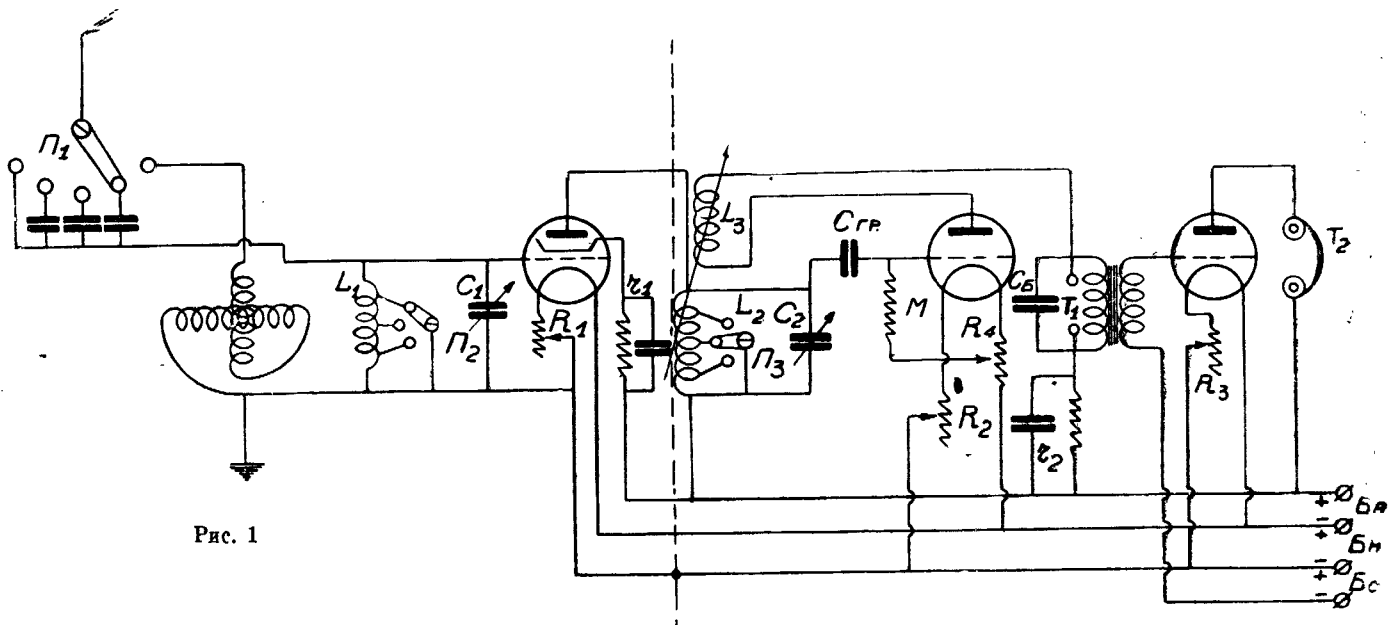 П₁
L₁
C₁
П₂
R₁
r₁
L₃
L₂
C₂
П₃
Cгр.
M
R₄
R₂
CБ
T₁
r₂
R₃
T₂
+
БА
-
+
БН
-
+
БС
-
Рис. 1